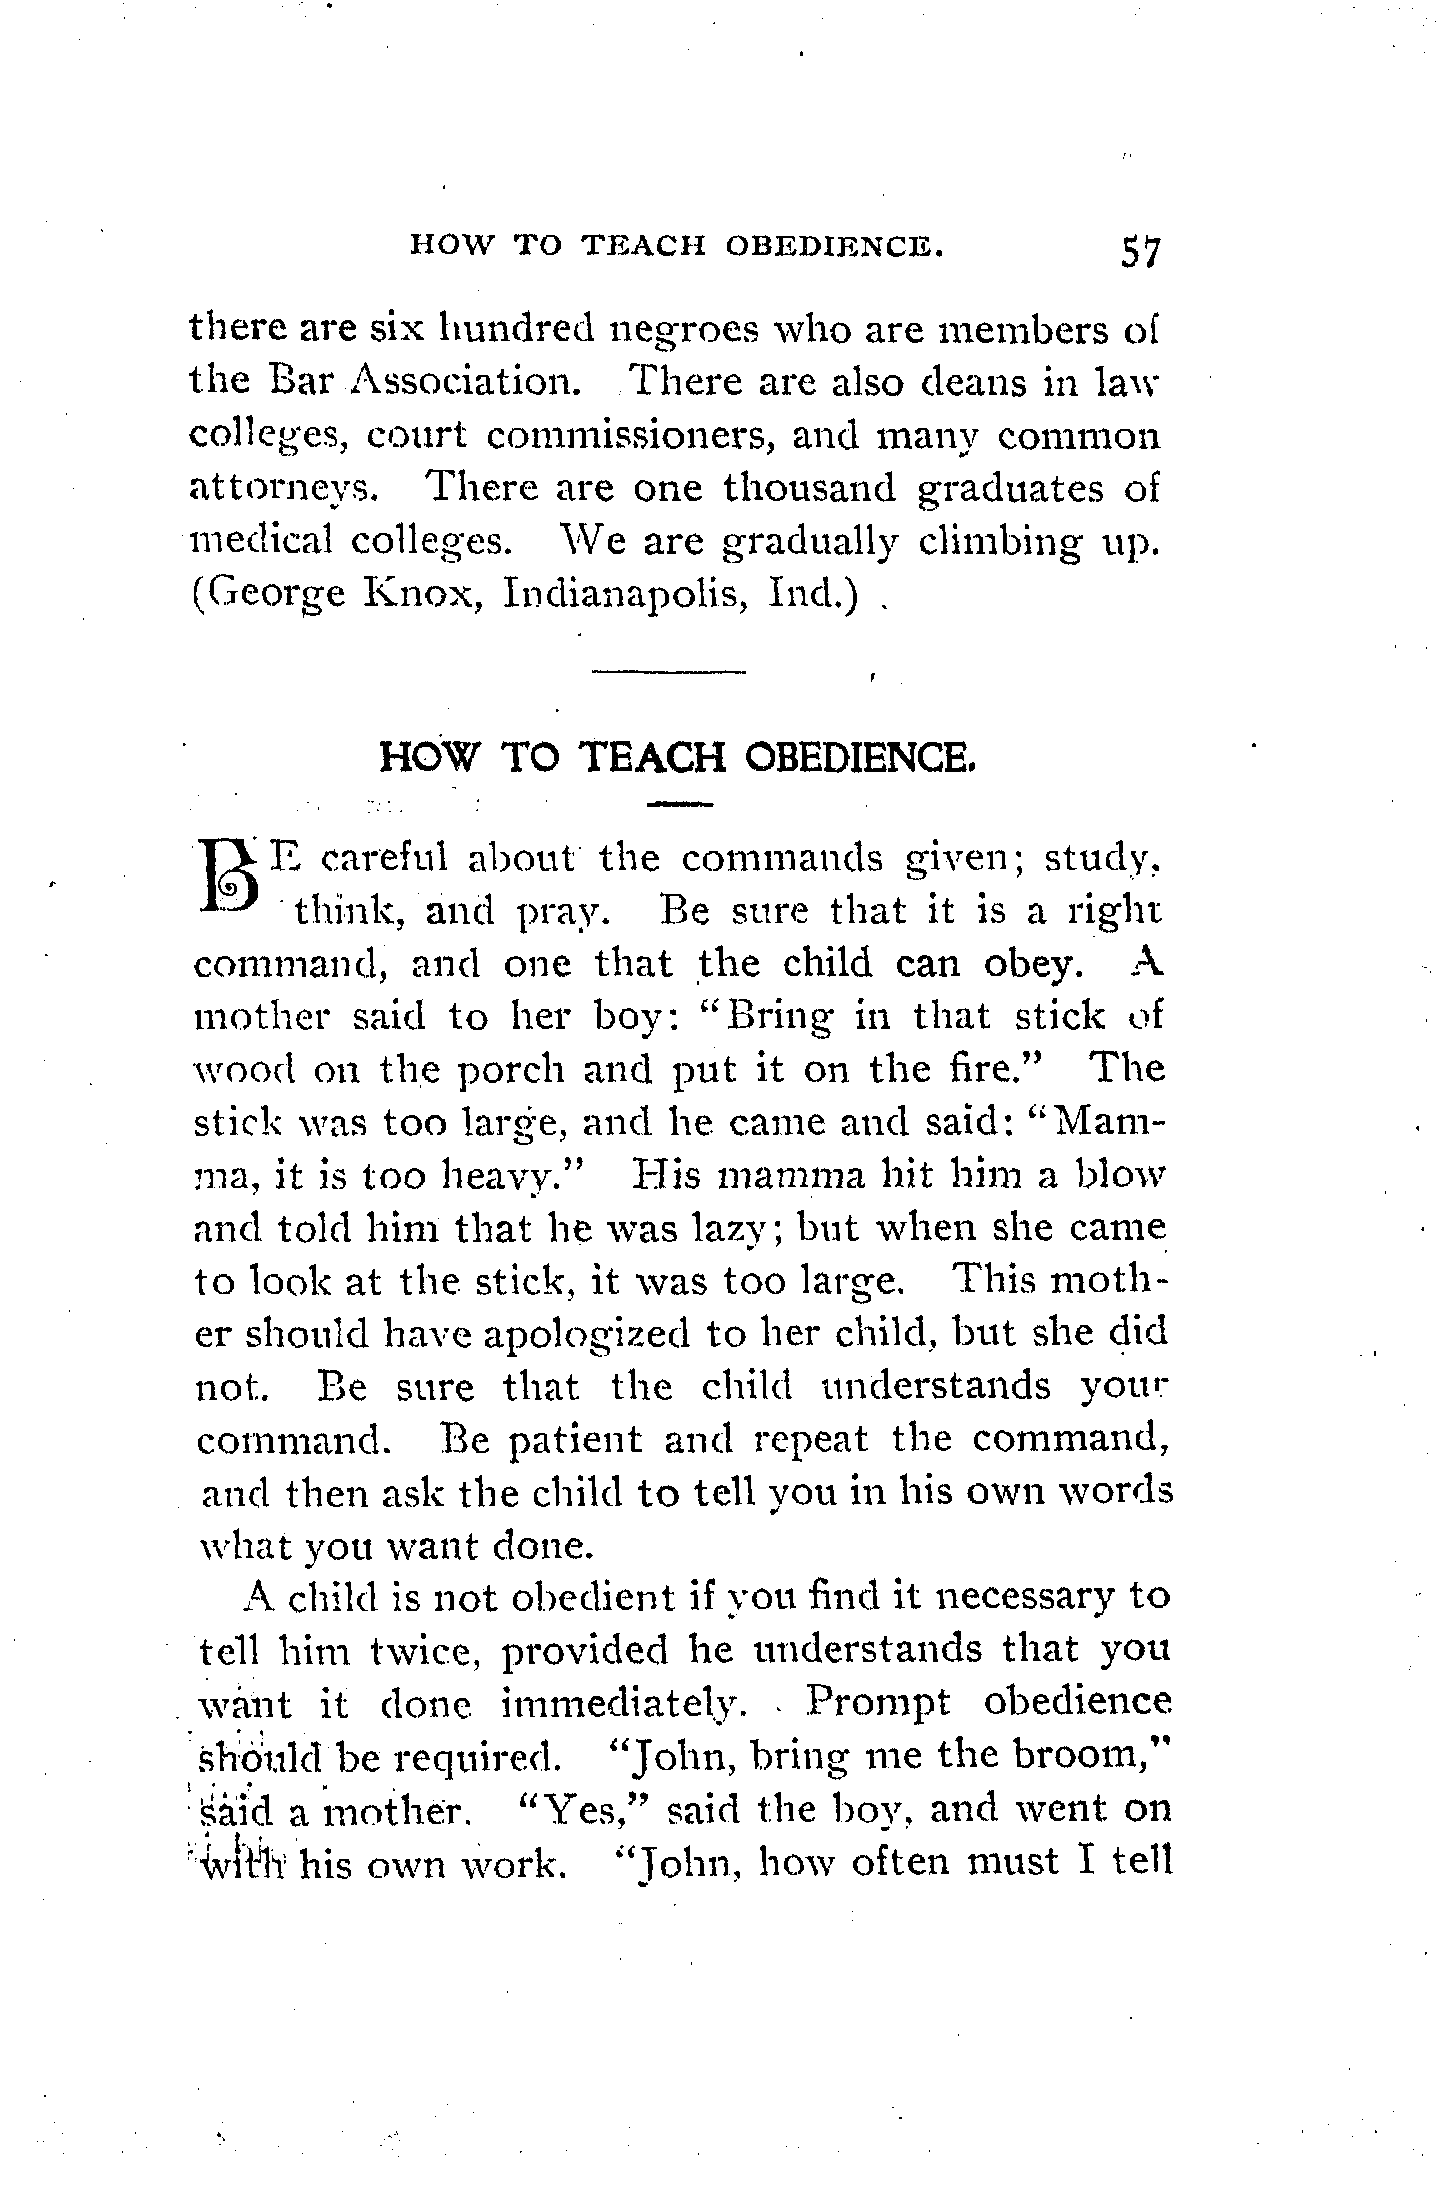 HOW TO TEACH OBEDIENCE. 57
there are six hundred negroes who are members of
the Bar Association. There are also deans in law
colleges, court commissioners, and many common
attorneys. There are one thousand graduates of
medical colleges. We are gradually climbing up.
(George Knox, Indianapolis, Ind.)
HOW TO TEACH OBEDIENCE.
BE careful about the commands given; study,
think, and pray. Be sure that it is a right
command, and one that the child can obey. A
mother said to her boy: "Bring in that stick of
wood on the porch and put it on the fire." The
stick was too large, and he came and said: "Mam-
ma, it is too heavy." His mamma hit him a blow
and told him that he was lazy; but when she came
to look at the stick, it was too large. This moth-
er should have apologized to her child, but she did
not. Be sure that the child understands your
command. Be patient and repeat the command,
and then ask the child to tell you in his own words
what you want done.
A child is not obedient if you find it necessary to
tell him twice, provided he understands that you
want it done immediately. Prompt obedience
should be required. "John, bring me the broom,"
said a mother. "Yes," said the boy, and went on
with his own work. "John, how often must I tell